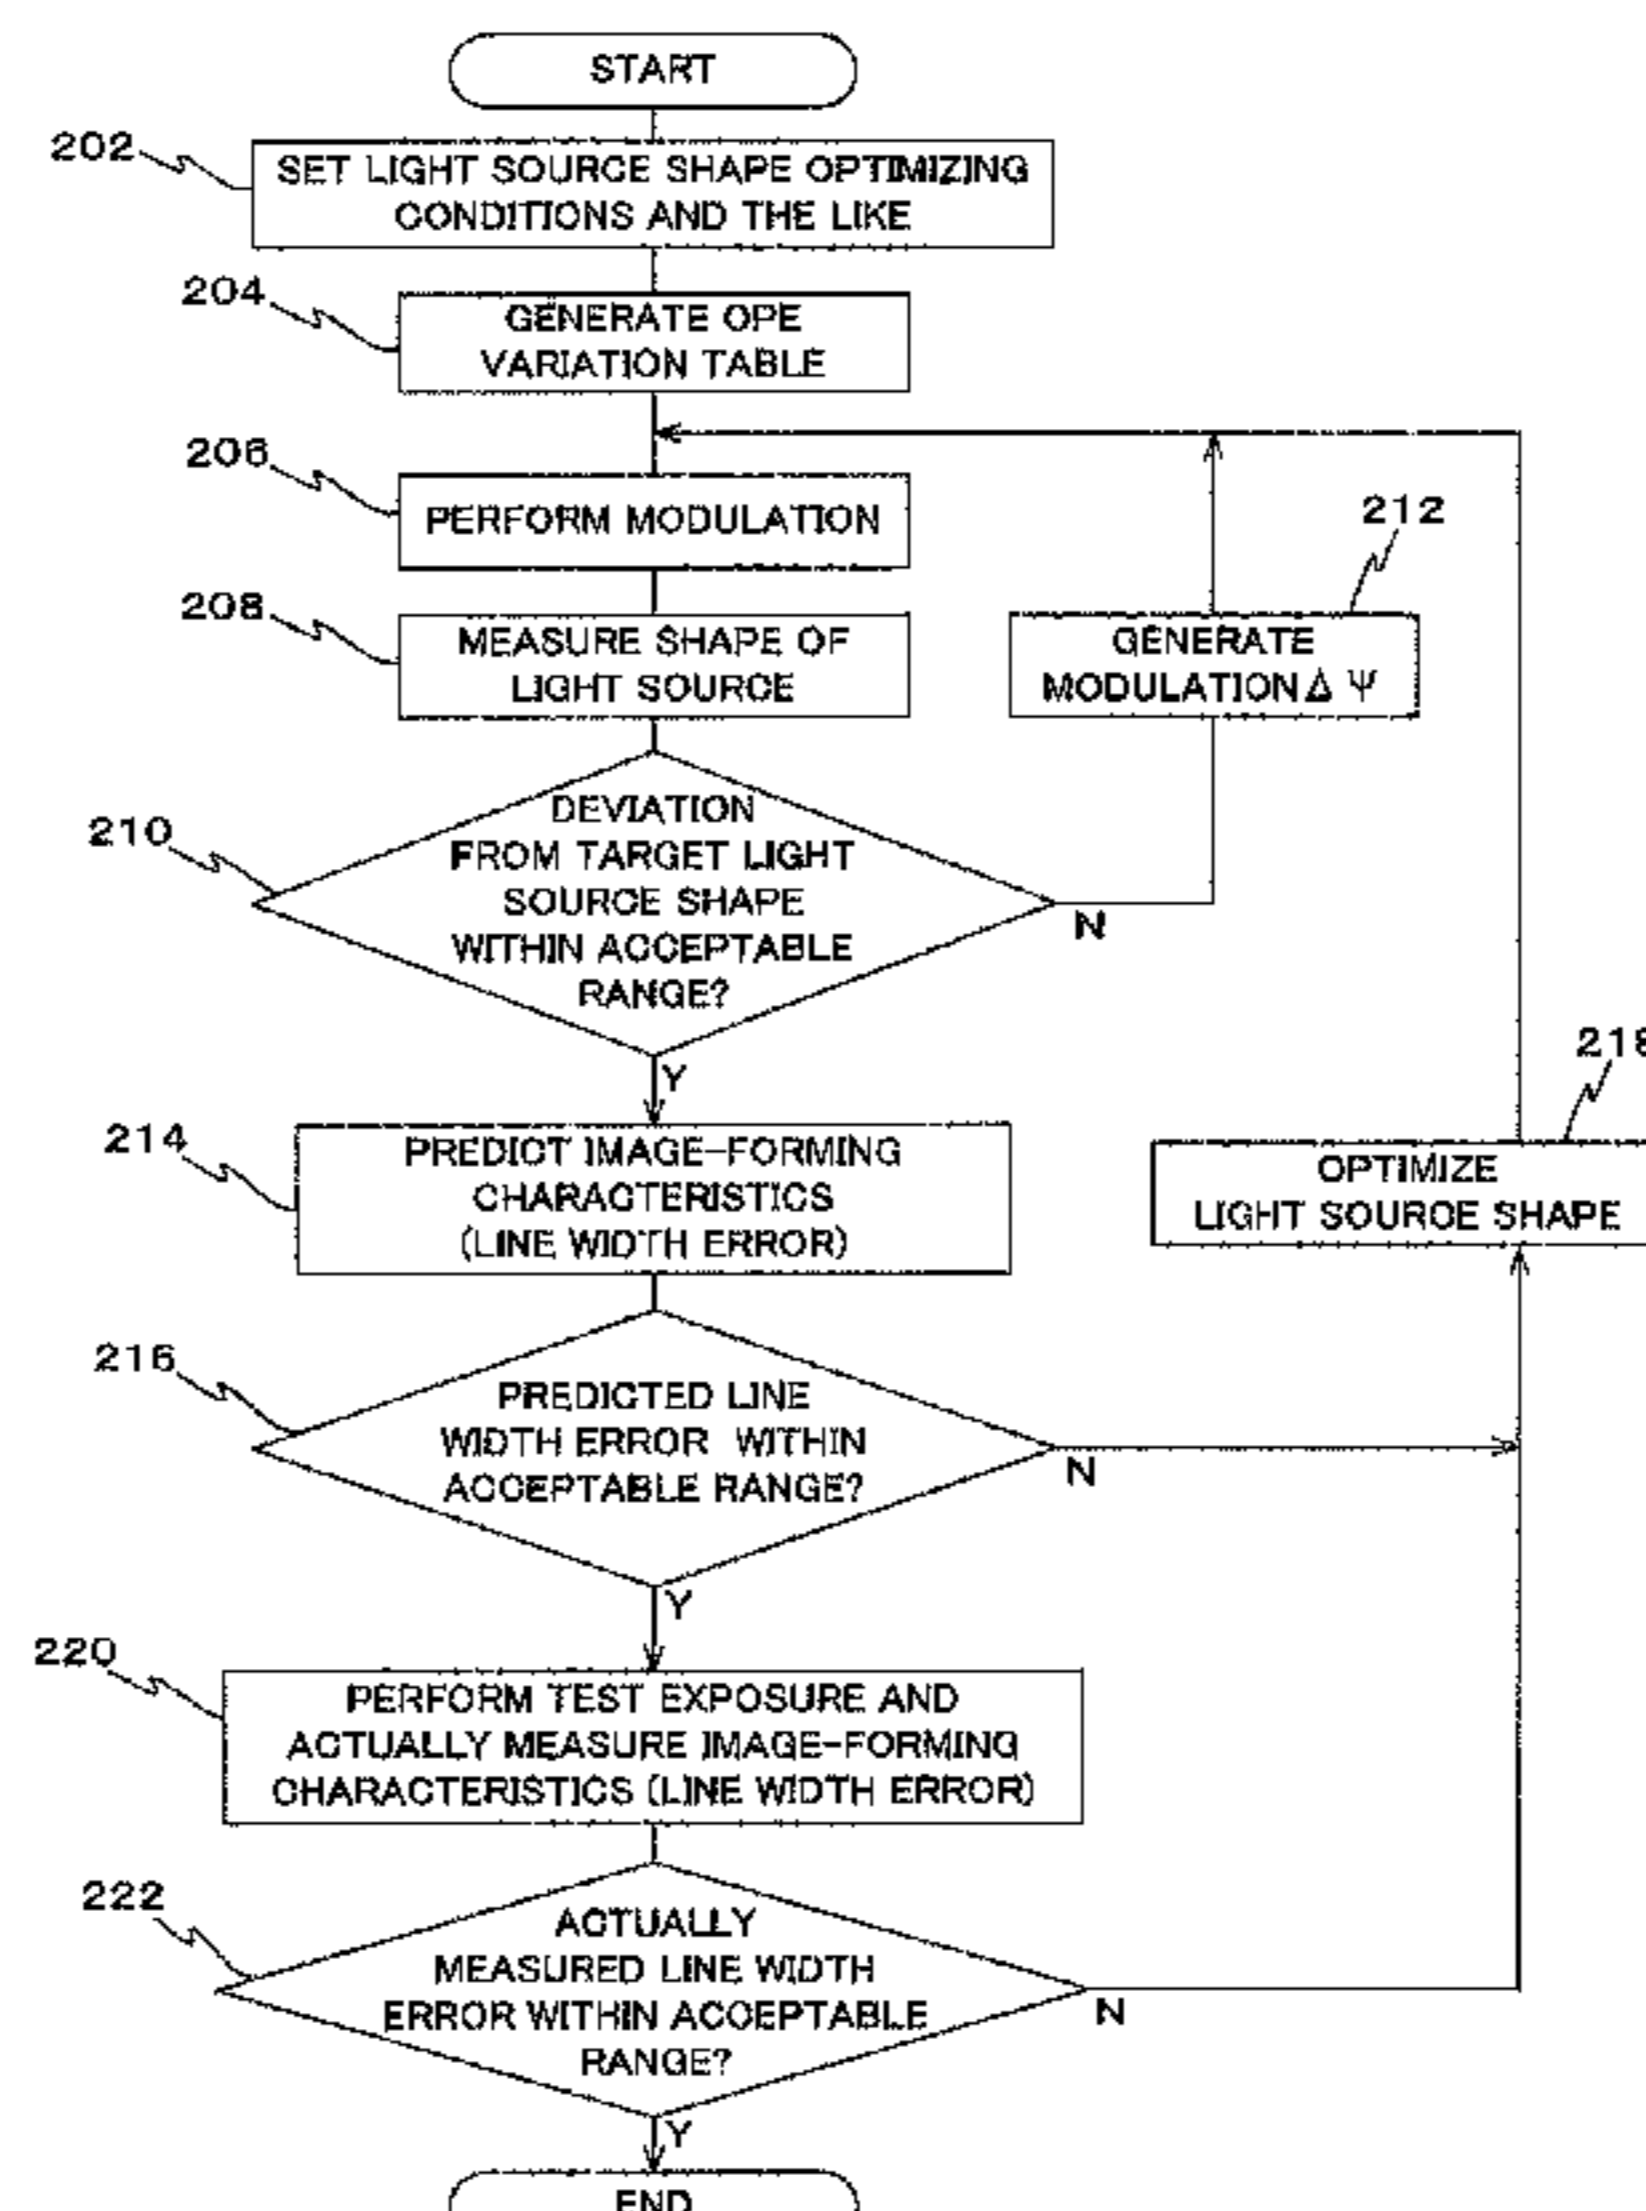 START
202
SET LIGHT SOURCE SHAPE OPTIMIZING
CONDITIONS AND THE LIKE
204
GENERATE OPE
VARIATION TABLE
206
PERFORM MODULATION
208
MEASURE SHAPE OF
LIGHT SOURCE
212
GENERATE
MODULATION Δ Ψ
210
DEVIATION
FROM TARGET LIGHT
SOURCE SHAPE
WITHIN ACCEPTABLE
RANGE?
N
Y
214
PREDICT IMAGE-FORMING
CHARACTERISTICS
(LINE WIDTH ERROR)
218
OPTIMIZE
LIGHT SOURCE SHAPE
216
PREDICTED LINE
WIDTH ERROR WITHIN
ACCEPTABLE RANGE?
N
Y
220
PERFORM TEST EXPOSURE AND
ACTUALLY MEASURE IMAGE-FORMING
CHARACTERISTICS (LINE WIDTH ERROR)
222
ACTUALLY
MEASURED LINE WIDTH
ERROR WITHIN ACCEPTABLE
RANGE?
N
Y
END